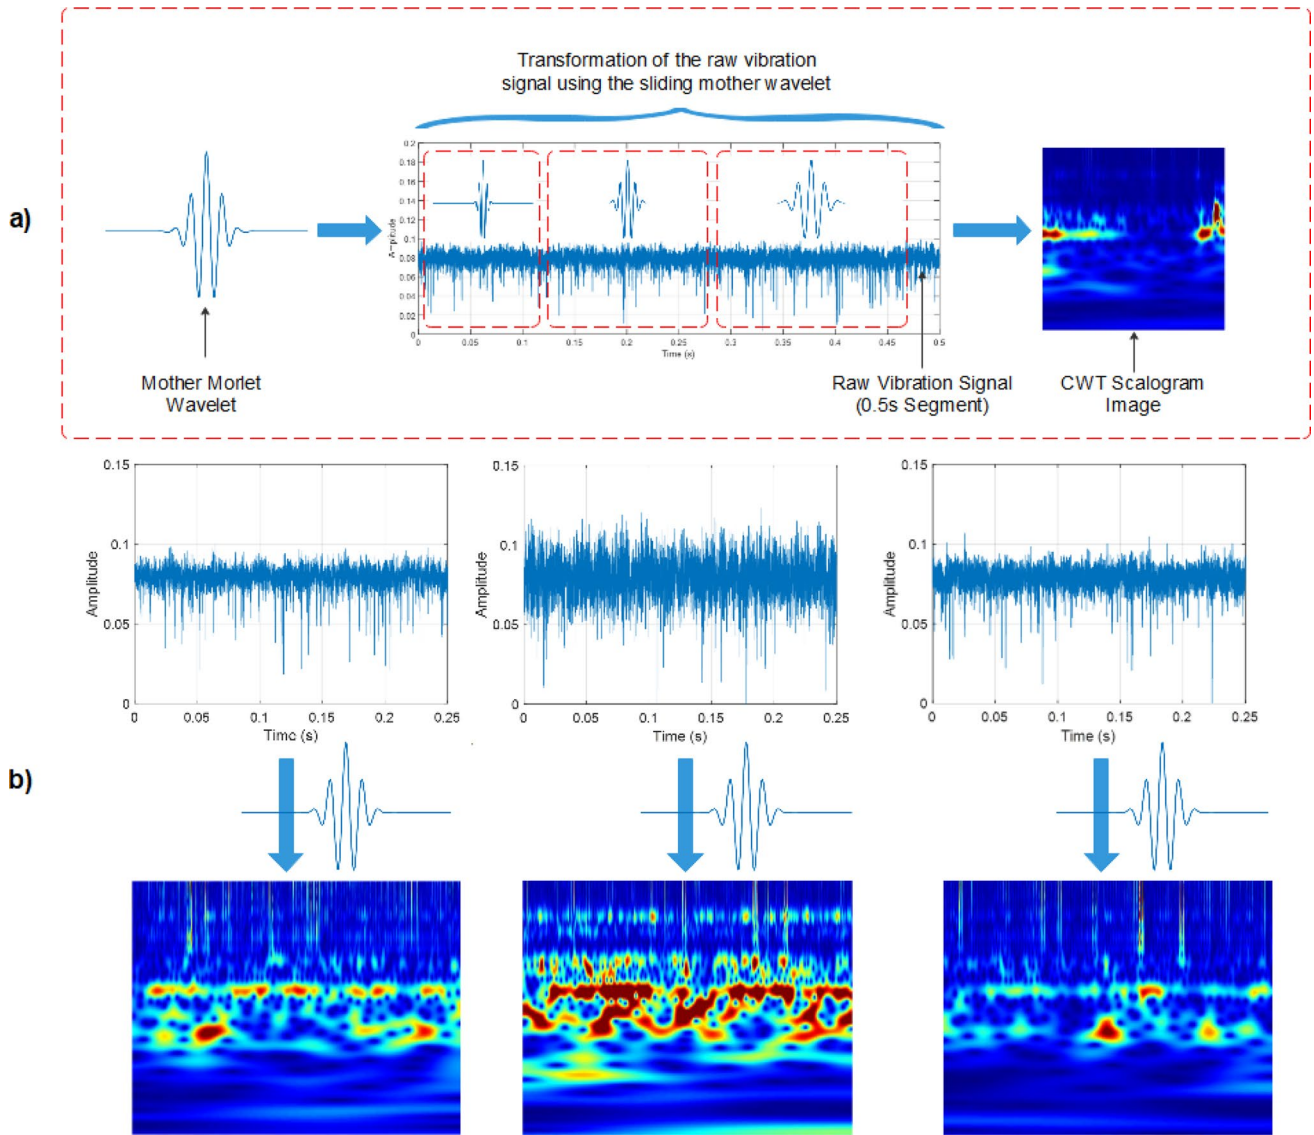 Transformation of the raw vibration
signal using the sliding mother wavelet
a)
0.2
0.18
0.16
0.14
0.12
0.1
0.08
0.06
0.04
0.02
0
Amplitude
0 0.05 0.1 0.15 0.2 0.25 0.3 0.35 0.4 0.45 0.5
Time (s)
Mother Morlet
Wavelet
Raw Vibration Signal
(0.5s Segment)
CWT Scalogram
Image
0.15
0.1
0.05
0
Amplitude
0 0.05 0.1 0.15 0.2 0.25
Time (s)
0.15
0.1
0.05
0
Amplitude
0 0.05 0.1 0.15 0.2 0.25
Time (s)
0.15
0.1
0.05
0
Amplitude
0 0.05 0.1 0.15 0.2 0.25
Time (s)
b)